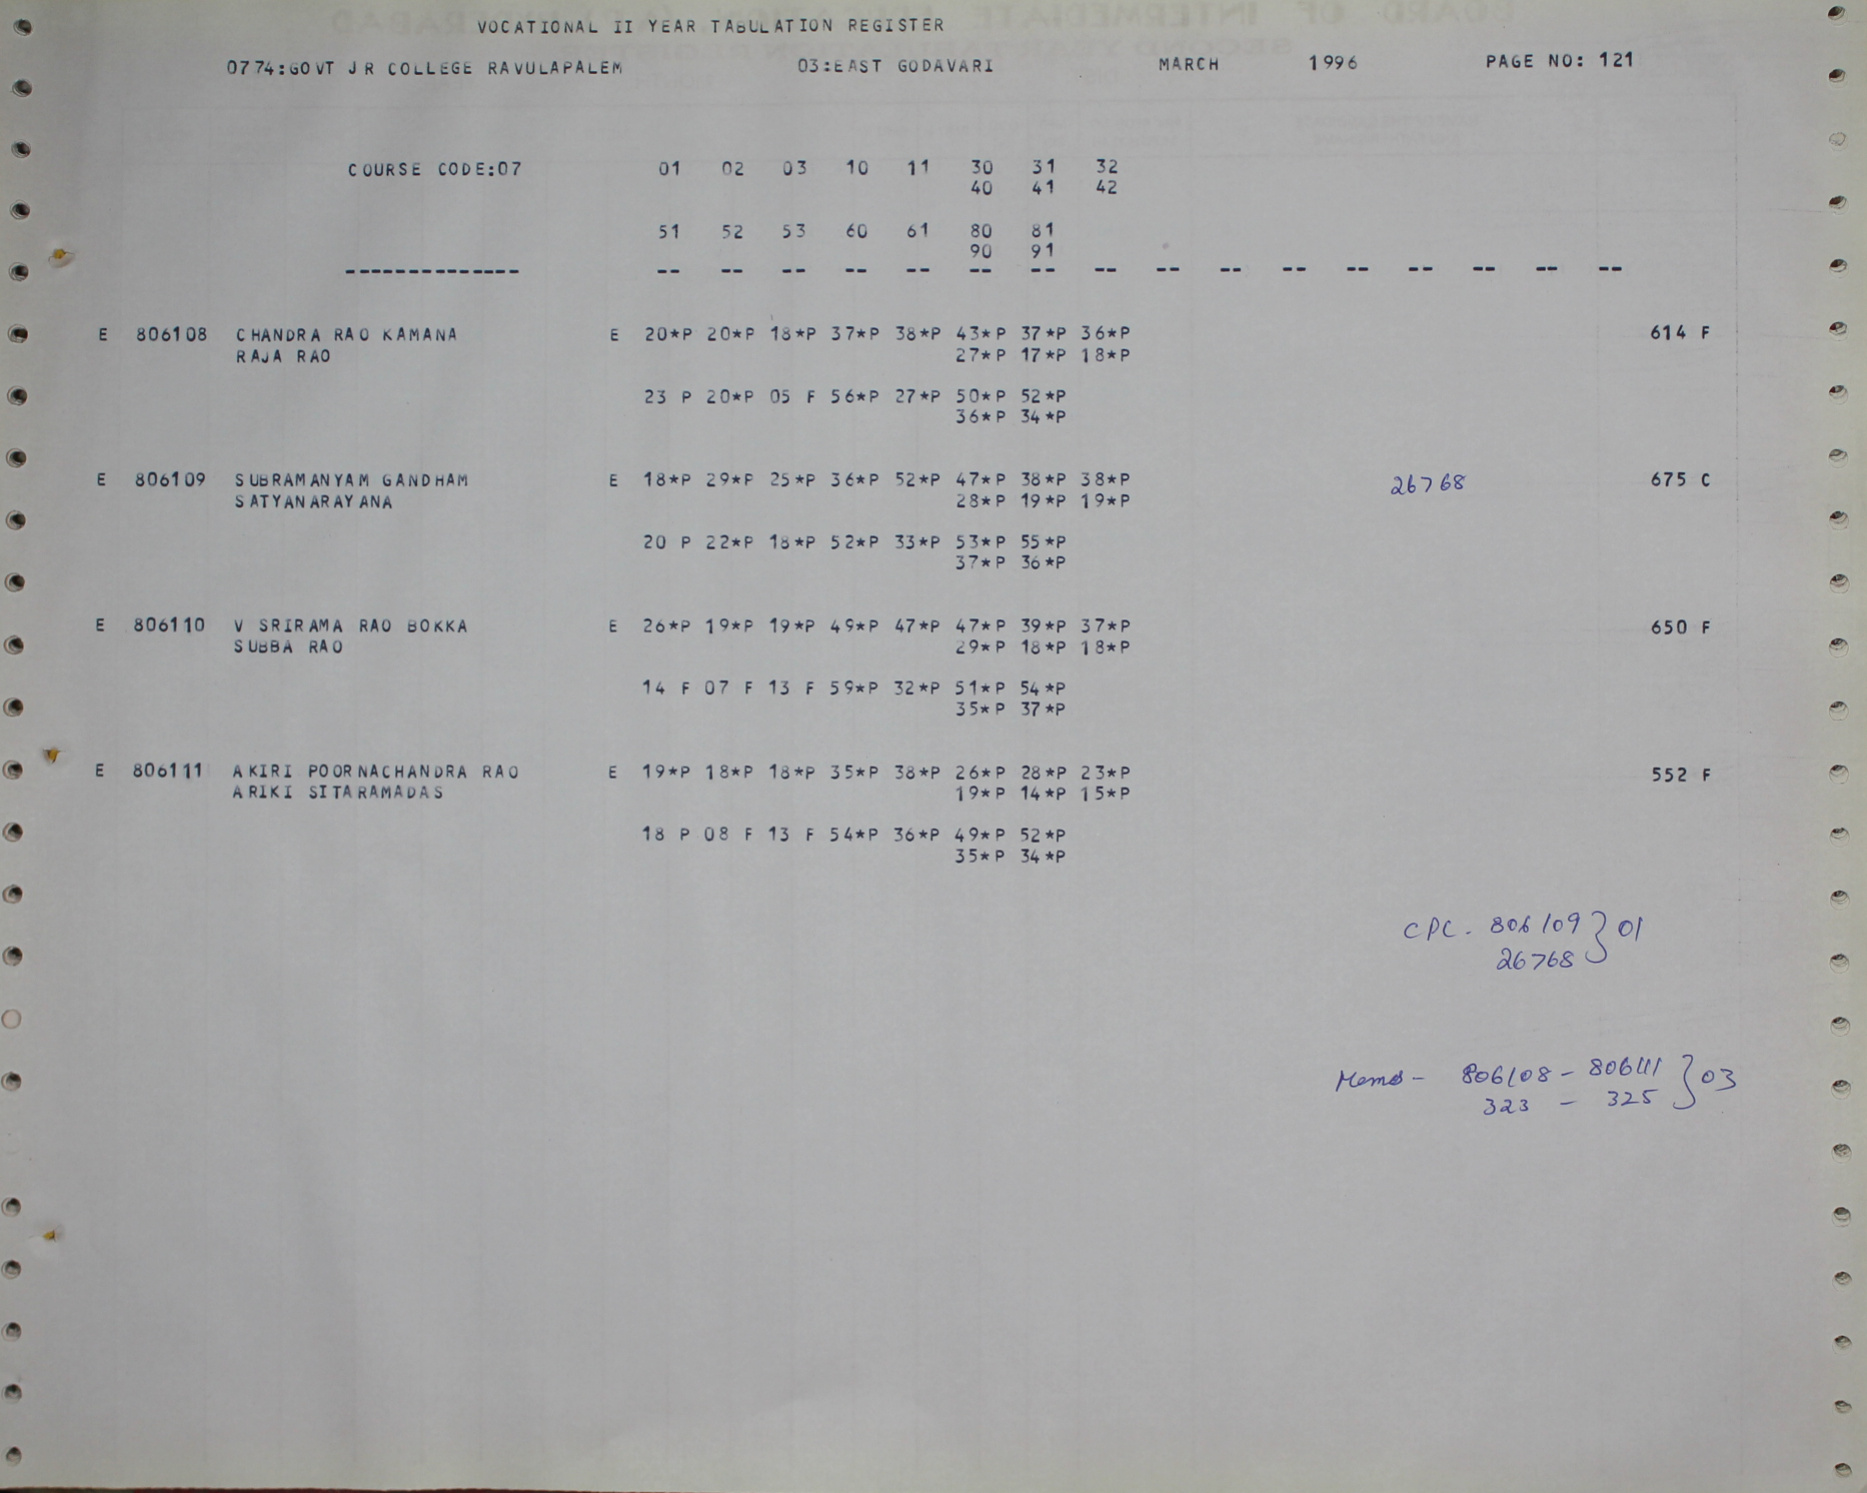 VOCATIONAL II YEAR TABULATION REGISTER
0774:GOVT JR COLLEGE RAVULAPALEM 03:EAST GODAVARI MARCH 1996 PAGE NO: 121
COURSE CODE:07 01 02 03 10 11 30 31 32
40 41 42
51 52 53 60 61 80 81
90 91
-------------- -- -- -- -- -- -- -- -- -- -- -- -- -- -- -- --
E 806108 CHANDRA RAO KAMANA E 20*P 20*P 18*P 37*P 38*P 43*P 37*P 36*P 614 F
RAJA RAO 27*P 17*P 18*P
23 P 20*P 05 F 56*P 27*P 50*P 52*P
36*P 34*P
E 806109 SUBRAMANYAM GANDHAM E 18*P 29*P 25*P 36*P 52*P 47*P 38*P 38*P 26768 675 C
SATYANARAYANA 28*P 19*P 19*P
20 P 22*P 18*P 52*P 33*P 53*P 55*P
37*P 36*P
E 806110 V SRIRAMA RAO BOKKA E 26*P 19*P 19*P 49*P 47*P 47*P 39*P 37*P 650 F
SUBBA RAO 29*P 18*P 18*P
14 F 07 F 13 F 59*P 32*P 51*P 54*P
35*P 37*P
E 806111 AKIRI POORNACHANDRA RAO E 19*P 18*P 18*P 35*P 38*P 26*P 28*P 23*P 552 F
ARIKI SITARAMADAS 19*P 14*P 15*P
18 P 08 F 13 F 54*P 36*P 49*P 52*P
35*P 34*P
CPC. 806109 } 01
26768
Memo - 806108 - 806111 } 03
323 - 325